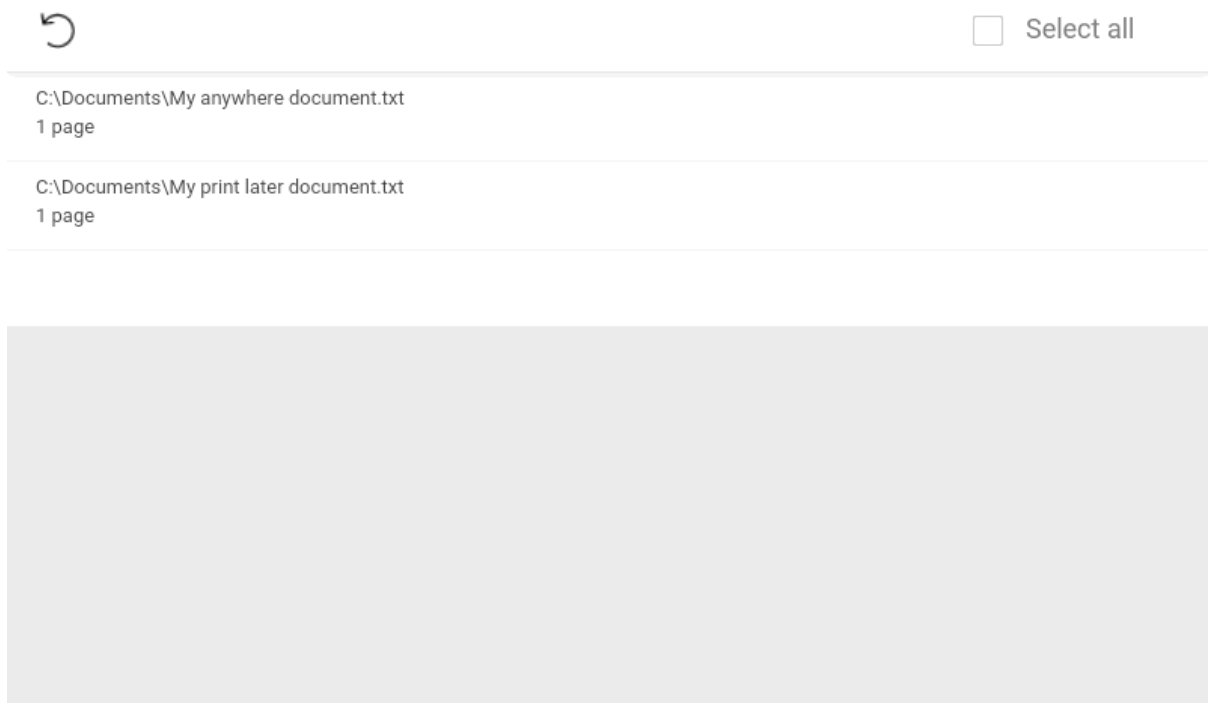 Select all
C:\Documents\My anywhere document.txt
1 page
C:\Documents\My print later document.txt
1 page